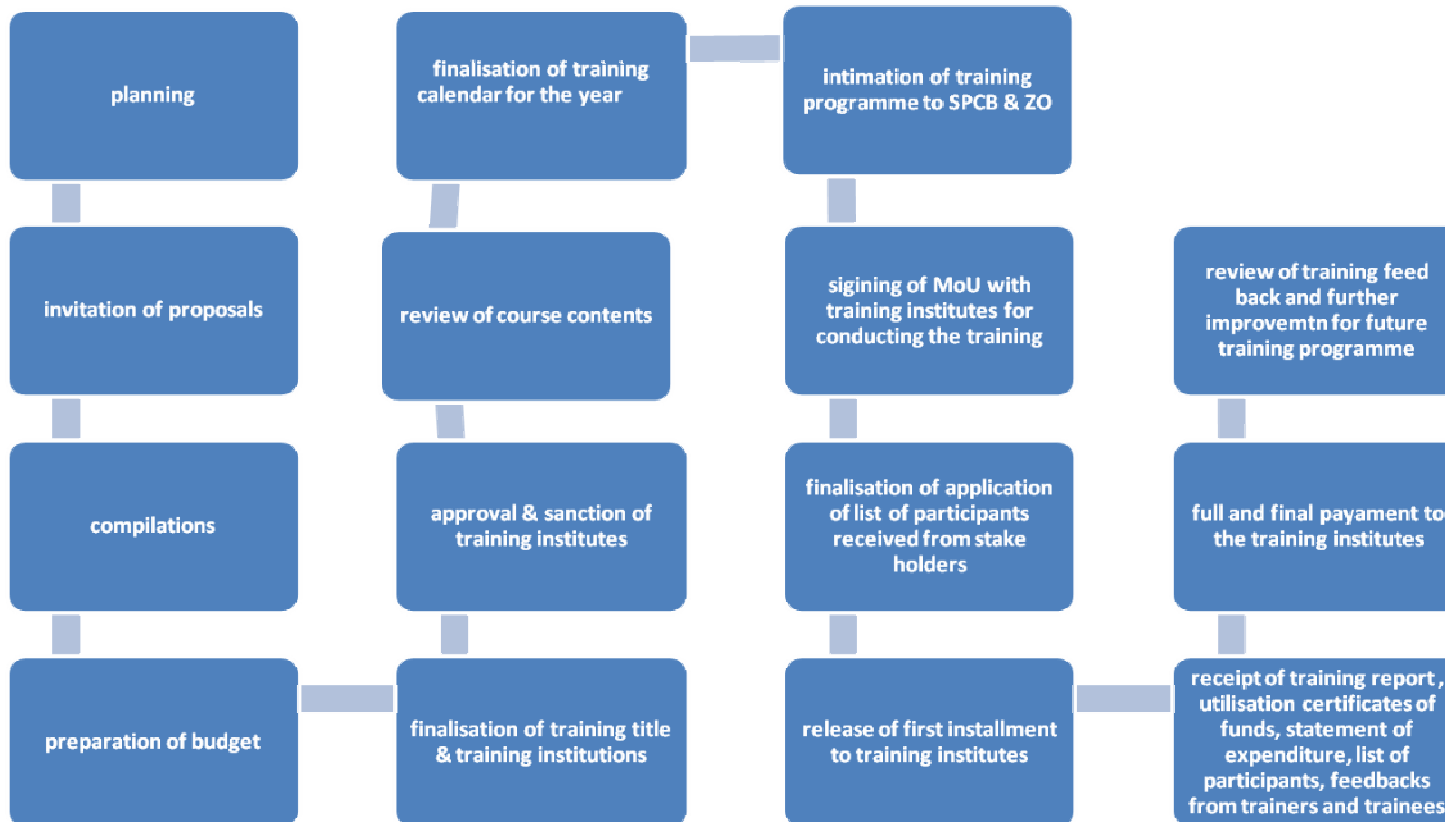 planning
invitation of proposals
compilations
preparation of budget
finalisation of training title
& training institutions
approval & sanction of
training institutes
review of course contents
finalisation of training
calendar for the year
intimation of training
programme to SPCB & ZO
sigining of MoU with
training institutes for
conducting the training
finalisation of application
of list of participants
received from stake
holders
release of first installment
to training institutes
receipt of training report ,
utilisation certificates of
funds, statement of
expenditure, list of
participants, feedbacks
from trainers and trainees
full and final payament to
the training institutes
review of training feed
back and further
improvemtn for future
training programme